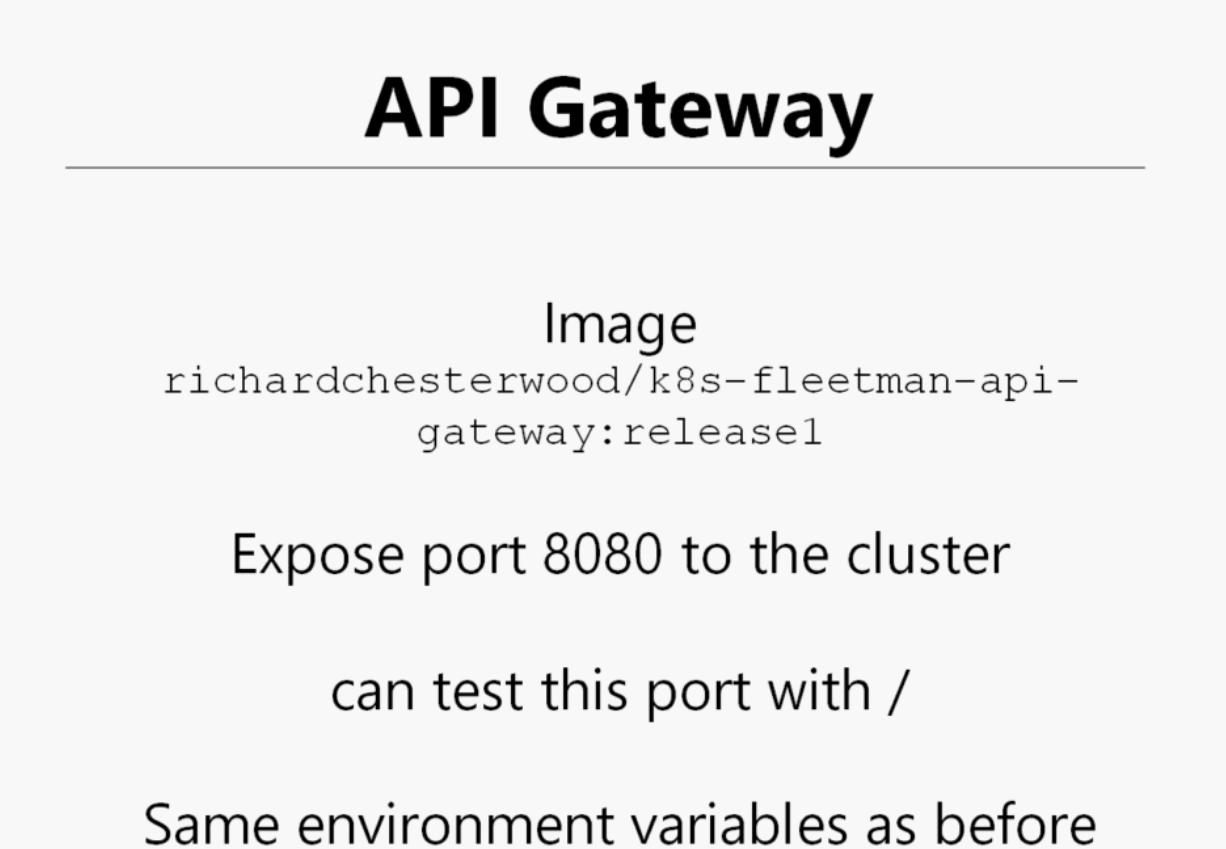 API Gateway
Image
richardchesterwood/k8s-fleetman-api-
gateway:release1
Expose port 8080 to the cluster
can test this port with /
Same environment variables as before